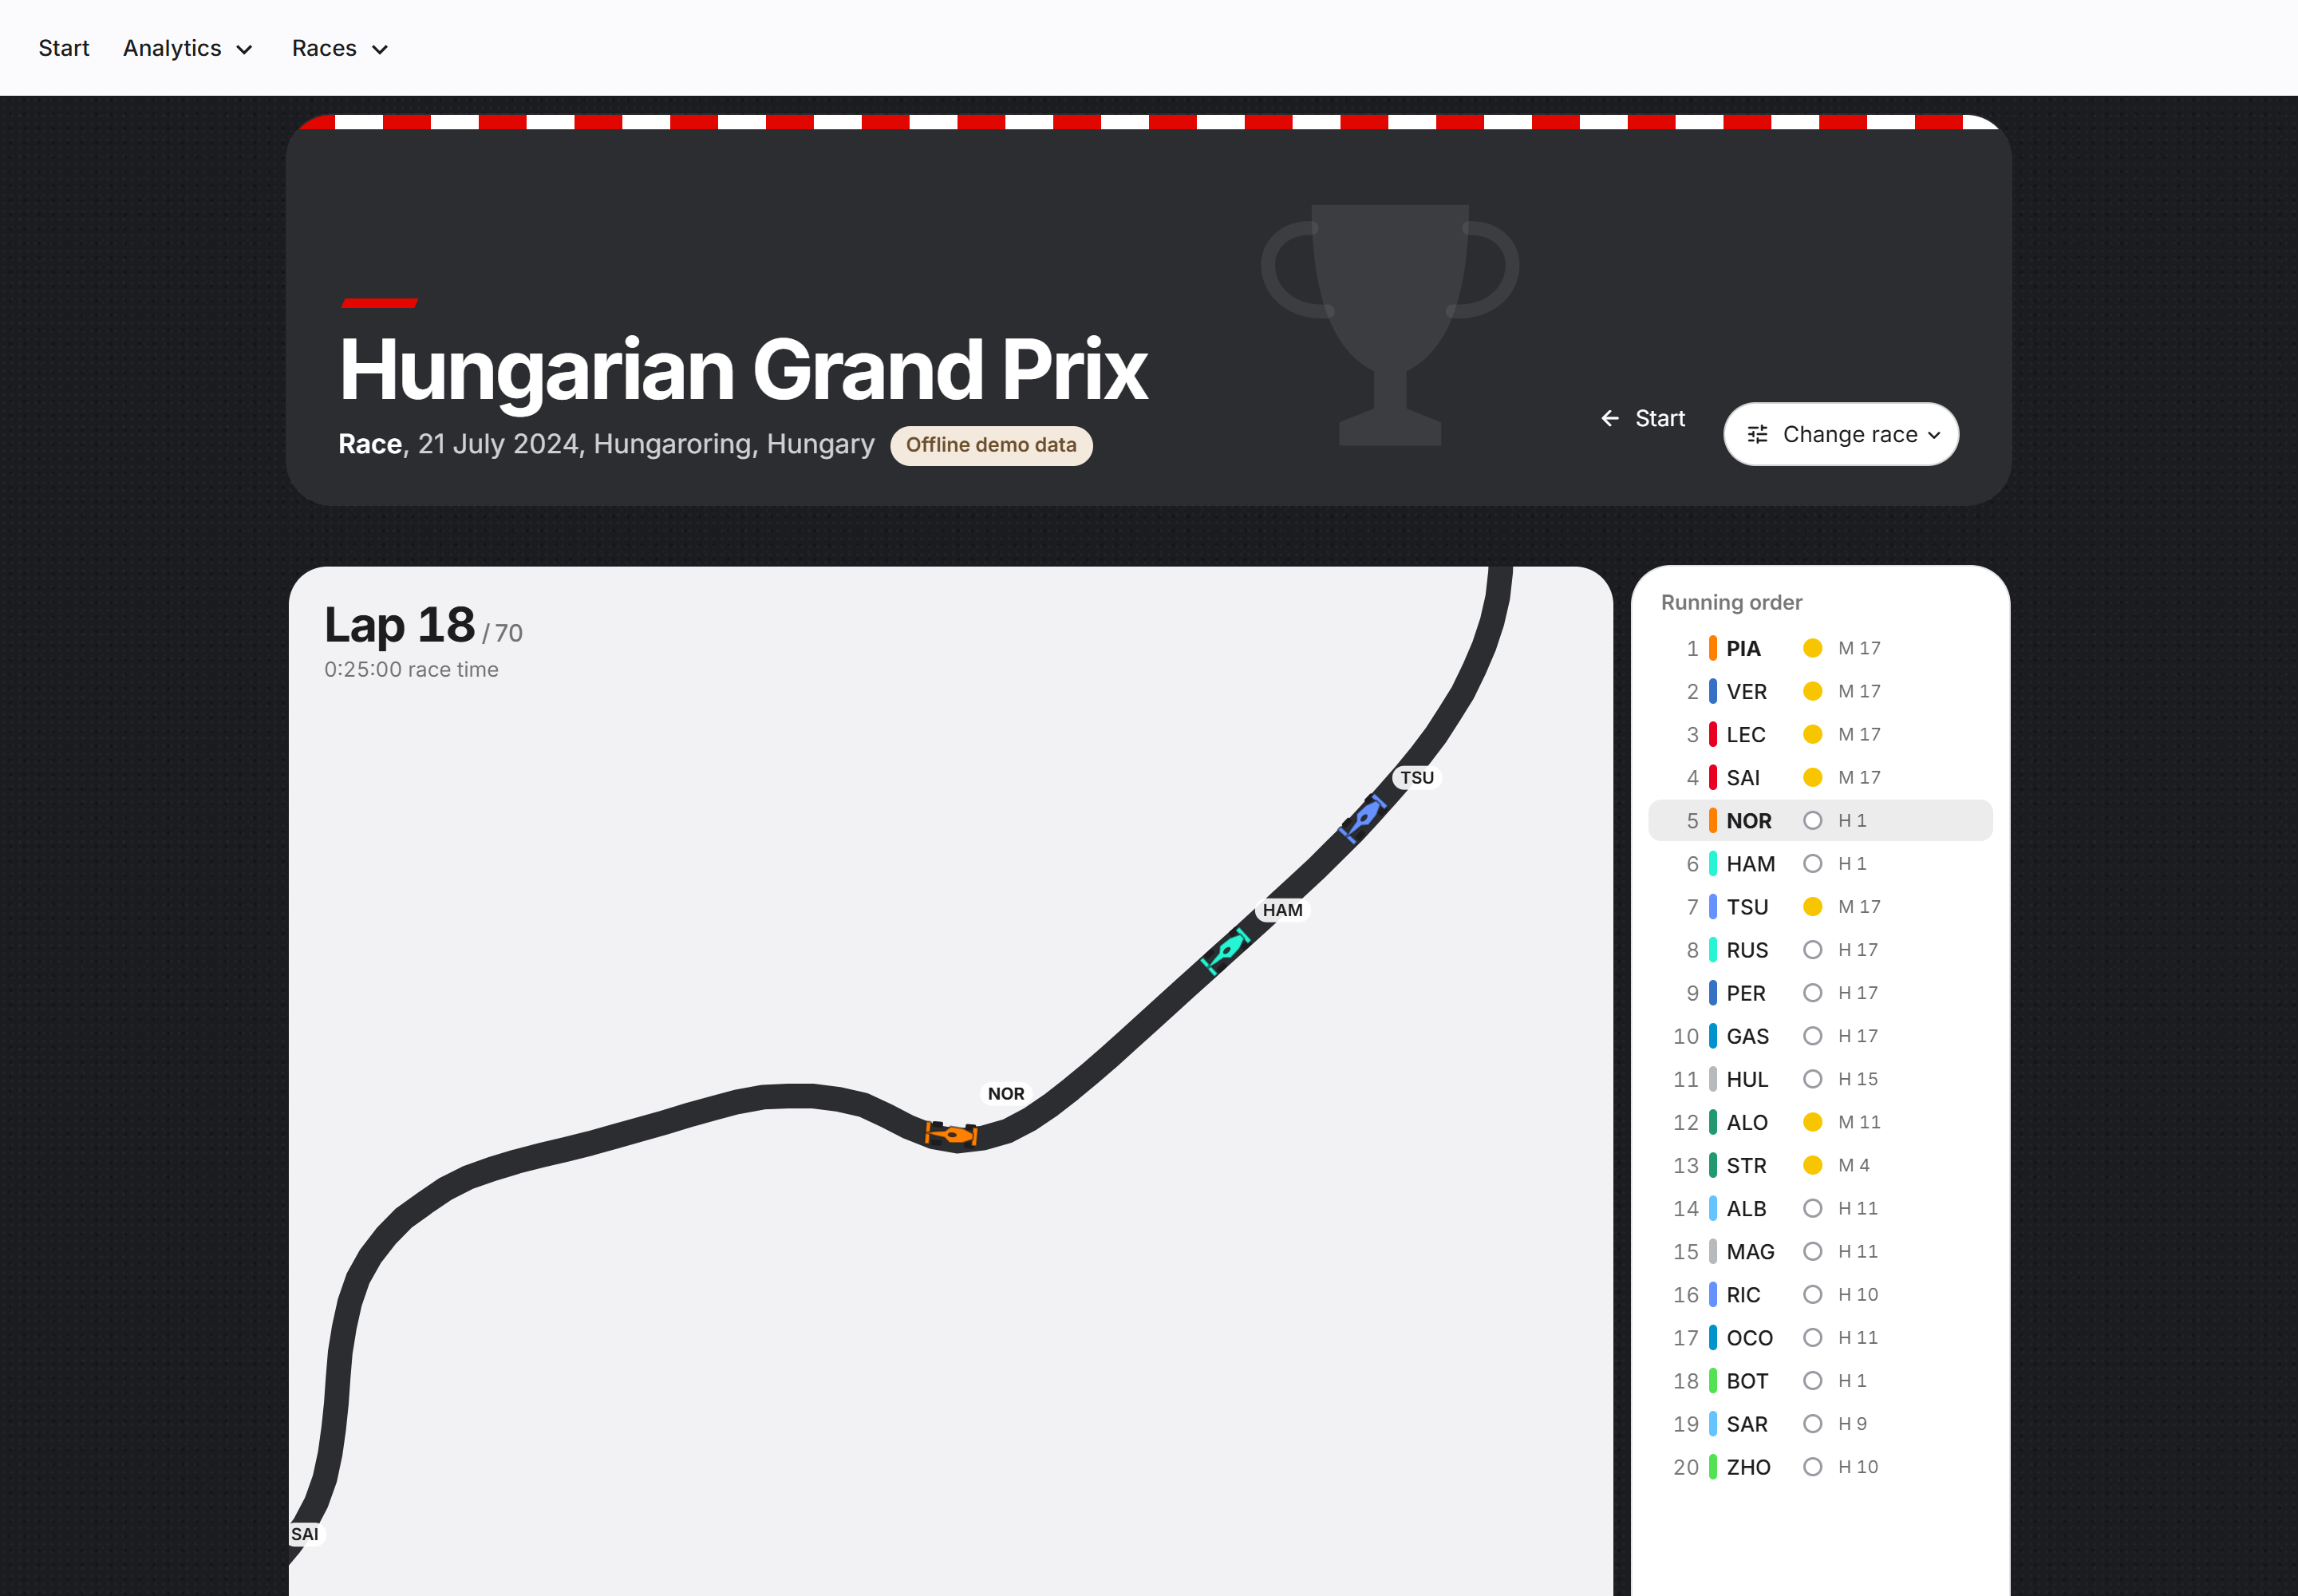 Start Analytics Races
Hungarian Grand Prix
Race, 21 July 2024, Hungaroring, Hungary Offline demo data
Start Change race
Lap 18 / 70
0:25:00 race time
TSU
HAM
NOR
SAI
Running order
1 PIA M 17
2 VER M 17
3 LEC M 17
4 SAI M 17
5 NOR H 1
6 HAM H 1
7 TSU M 17
8 RUS H 17
9 PER H 17
10 GAS H 17
11 HUL H 15
12 ALO M 11
13 STR M 4
14 ALB H 11
15 MAG H 11
16 RIC H 10
17 OCO H 11
18 BOT H 1
19 SAR H 9
20 ZHO H 10